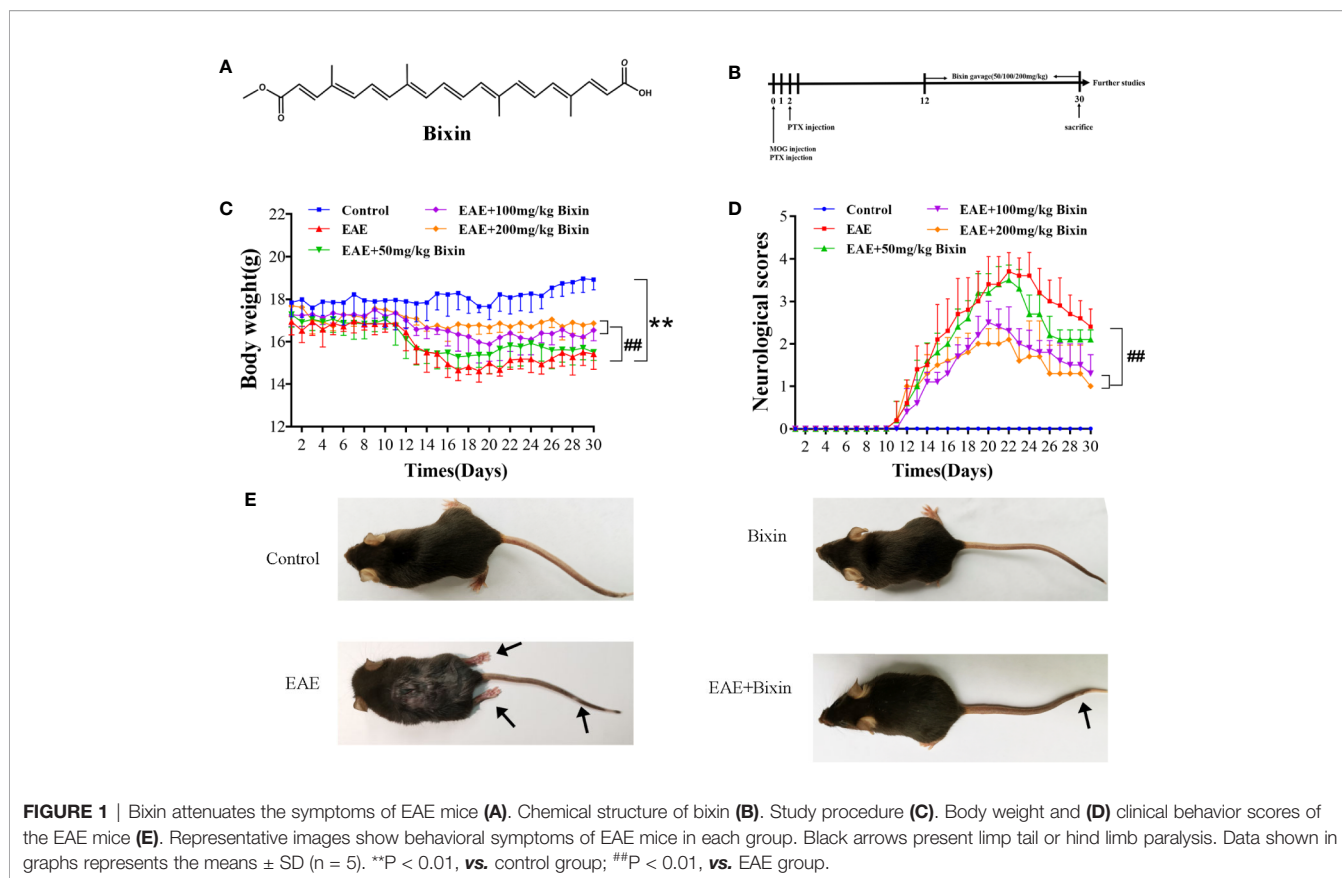 A
O
O
O
OH
Bixin
B
Bixin gavage(50/100/200mg/kg)
Further studies
0 1 2 12 30
PTX injection
sacrifice
MOG injection
PTX injection
C
Control
EAE
EAE+50mg/kg Bixin
EAE+100mg/kg Bixin
EAE+200mg/kg Bixin
Body weight(g)
22
20
18
16
14
12
2 4 6 8 10 12 14 16 18 20 22 24 26 28 30
Times(Days)
##
**
D
Control
EAE
EAE+50mg/kg Bixin
EAE+100mg/kg Bixin
EAE+200mg/kg Bixin
Neurological scores
5
4
3
2
1
0
2 4 6 8 10 12 14 16 18 20 22 24 26 28 30
Times(Days)
##
E
Control
Bixin
EAE
EAE+Bixin
FIGURE 1 | Bixin attenuates the symptoms of EAE mice (A). Chemical structure of bixin (B). Study procedure (C). Body weight and (D) clinical behavior scores of
the EAE mice (E). Representative images show behavioral symptoms of EAE mice in each group. Black arrows present limp tail or hind limb paralysis. Data shown in
graphs represents the means ± SD (n = 5). **P < 0.01, vs. control group; ##P < 0.01, vs. EAE group.